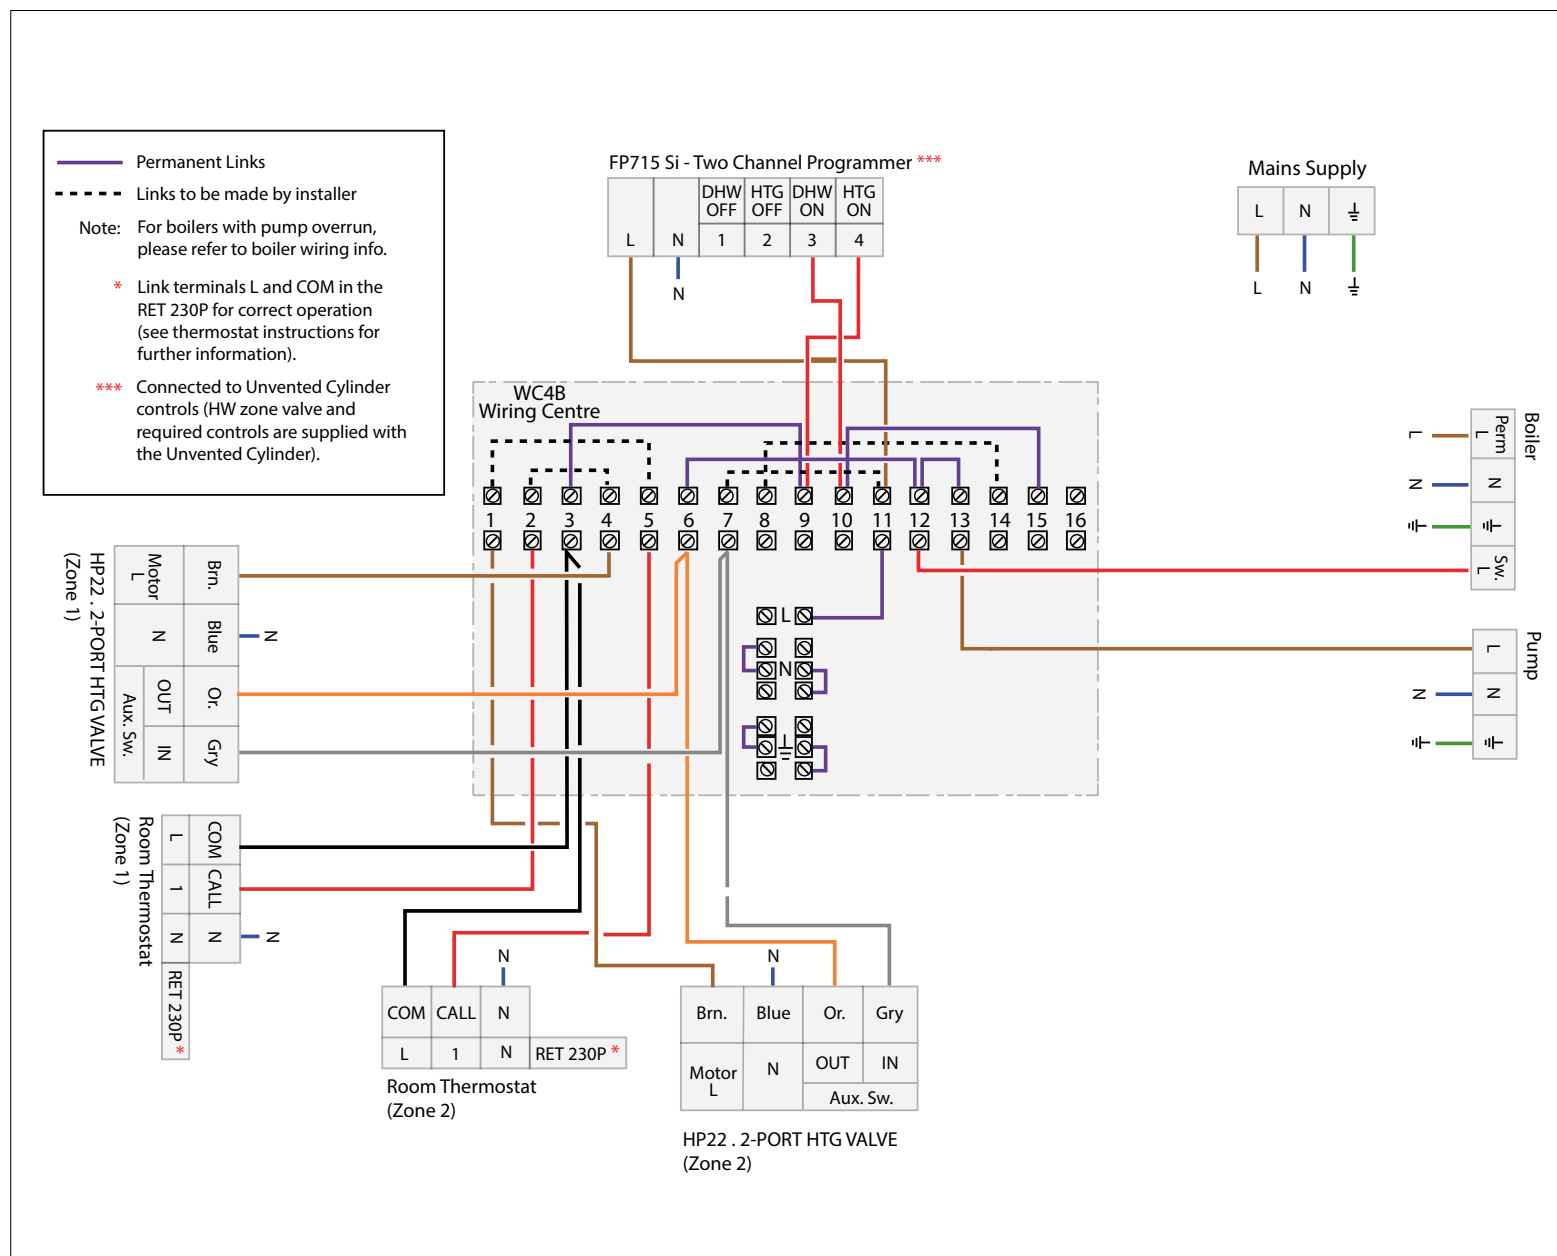 Permanent Links
Links to be made by installer
Note: For boilers with pump overrun,
please refer to boiler wiring info.
* Link terminals L and COM in the
RET 230P for correct operation
(see thermostat instructions for
further information).
*** Connected to Unvented Cylinder
controls (HW zone valve and
required controls are supplied with
the Unvented Cylinder).
FP715 Si - Two Channel Programmer ***
DHW HTG DHW HTG
OFF OFF ON ON
L N 1 2 3 4
N
Mains Supply
L N ⏚
L N ⏚
WC4B
Wiring Centre
1 2 3 4 5 6 7 8 9 10 11 12 13 14 15 16
L
N
⏚
Boiler
Perm
L
L
N
N
⏚
⏚
Sw.
L
Pump
L
N
N
⏚
⏚
HP22 . 2-PORT HTG VALVE
(Zone 1)
Motor
L
Brn.
N
Blue
N
Aux. Sw.
OUT
Or.
IN
Gry
Room Thermostat
(Zone 1)
L
COM
1
CALL
N
N
N
RET 230P *
N
COM CALL N
L 1 N RET 230P *
Room Thermostat
(Zone 2)
N
Brn. Blue Or. Gry
Motor
L
N
OUT IN
Aux. Sw.
HP22 . 2-PORT HTG VALVE
(Zone 2)